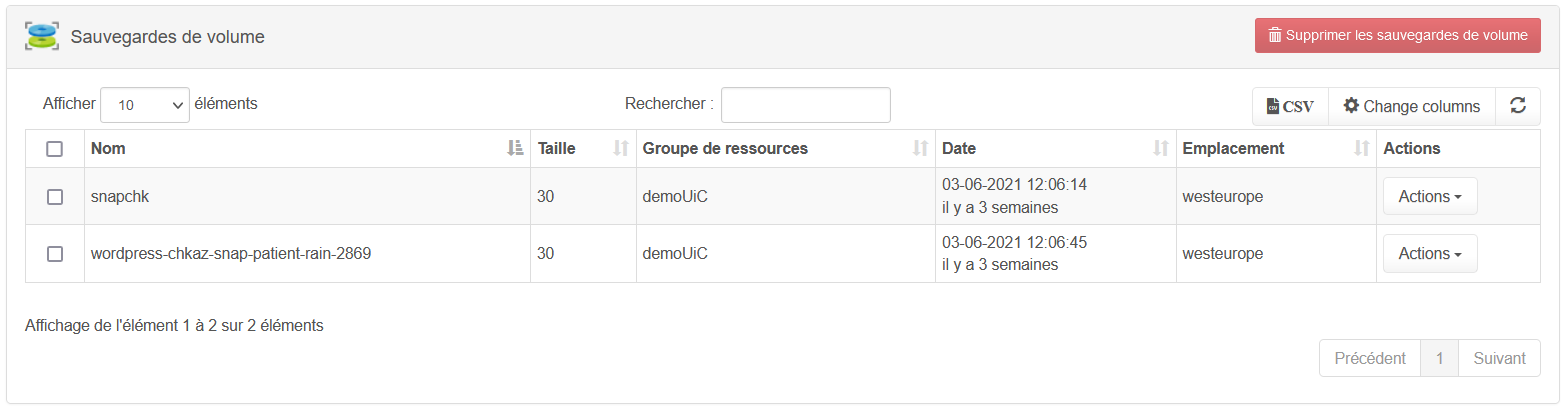 Sauvegardes de volume
Supprimer les sauvegardes de volume
Afficher 10 éléments
Rechercher :
CSV CSV Change columns
Nom Taille Groupe de ressources Date Emplacement Actions
snapchk 30 demoUiC 03-06-2021 12:06:14 westeurope Actions
il y a 3 semaines
wordpress-chkaz-snap-patient-rain-2869 30 demoUiC 03-06-2021 12:06:45 westeurope Actions
il y a 3 semaines
Affichage de l'élément 1 à 2 sur 2 éléments
Précédent 1 Suivant